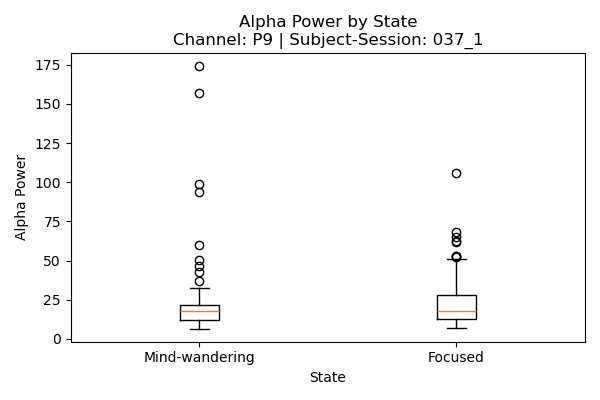 Alpha Power by State
Channel: P9 | Subject-Session: 037_1
175
150
125
100
75
50
25
0
Alpha Power
Mind-wandering
Focused
State